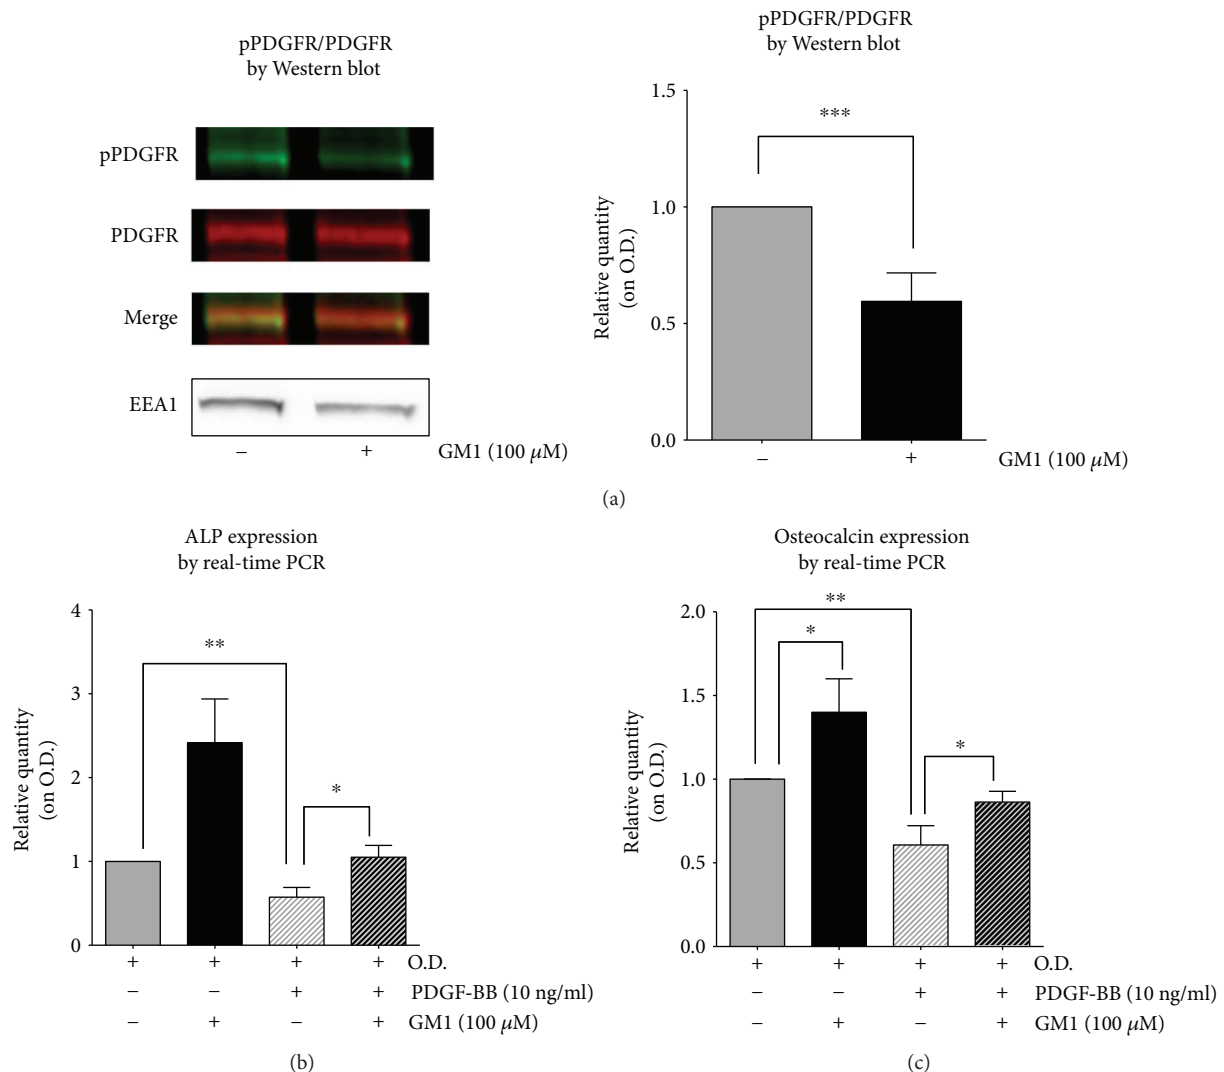 pPDGFR/PDGFR
by Western blot
pPDGFR
PDGFR
Merge
EEA1
– + GM1 (100 μM)
pPDGFR/PDGFR
by Western blot
Relative quantity
(on O.D.)
1.5
1.0
0.5
0.0
***
– + GM1 (100 μM)
(a)
ALP expression
by real-time PCR
Relative quantity
(on O.D.)
4
3
2
1
0
**
*
+ + + + O.D.
– – + + PDGF-BB (10 ng/ml)
– + – + GM1 (100 μM)
(b)
Osteocalcin expression
by real-time PCR
Relative quantity
(on O.D.)
2.0
1.5
1.0
0.5
0.0
**
*
*
+ + + + O.D.
– – + + PDGF-BB (10 ng/ml)
– + – + GM1 (100 μM)
(c)